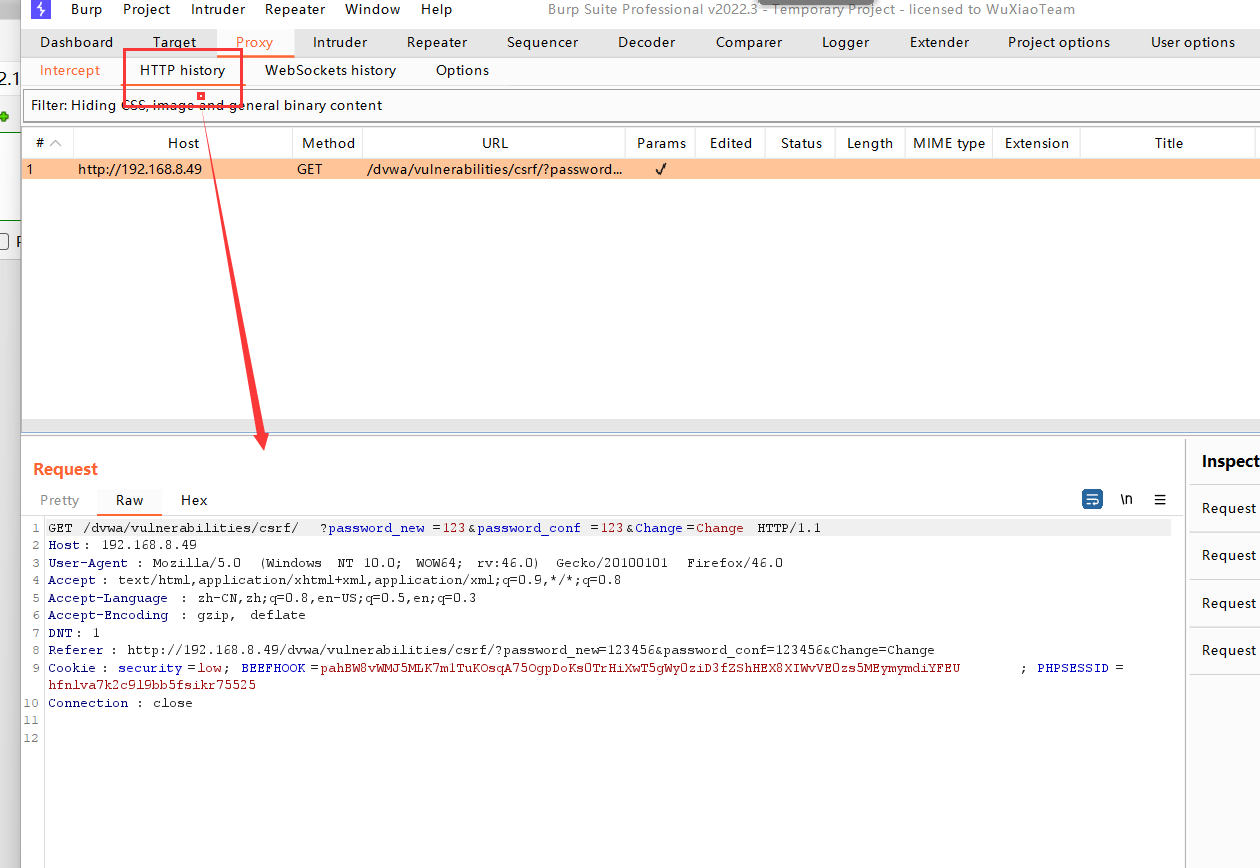 Burp Project Intruder Repeater Window Help Burp Suite Professional v2022.3 - Temporary Project - licensed to WuXiaoTeam
Dashboard Target Proxy Intruder Repeater Sequencer Decoder Comparer Logger Extender Project options User options
Intercept HTTP history WebSockets history Options
2.1
Filter: Hiding CSS, image and general binary content
# Host Method URL Params Edited Status Length MIME type Extension Title
1 http://192.168.8.49 GET /dvwa/vulnerabilities/csrf/?password... ✓
Request
Inspect
Pretty Raw Hex \n
Request
Request
Request
Request
1 GET /dvwa/vulnerabilities/csrf/ ?password_new =123&password_conf =123&Change=Change HTTP/1.1
2 Host: 192.168.8.49
3 User-Agent : Mozilla/5.0 (Windows NT 10.0; WOW64; rv:46.0) Gecko/20100101 Firefox/46.0
4 Accept: text/html,application/xhtml+xml,application/xml;q=0.9,*/*;q=0.8
5 Accept-Language : zh-CN,zh;q=0.8,en-US;q=0.5,en;q=0.3
6 Accept-Encoding : gzip, deflate
7 DNT: 1
8 Referer : http://192.168.8.49/dvwa/vulnerabilities/csrf/?password_new=123456&password_conf=123456&Change=Change
9 Cookie : security=low; BEEFHOOK=pahBW8vWMJ5MLK7m1TuKOsqA75OgpDoKsOTrHiXwT5gWyOziD3fZShHEX8XIWvVEOzs5MEymymdiYFEU ; PHPSESSID =
hfnlva7k2c9l9bb5fsikr75525
10 Connection : close
11
12